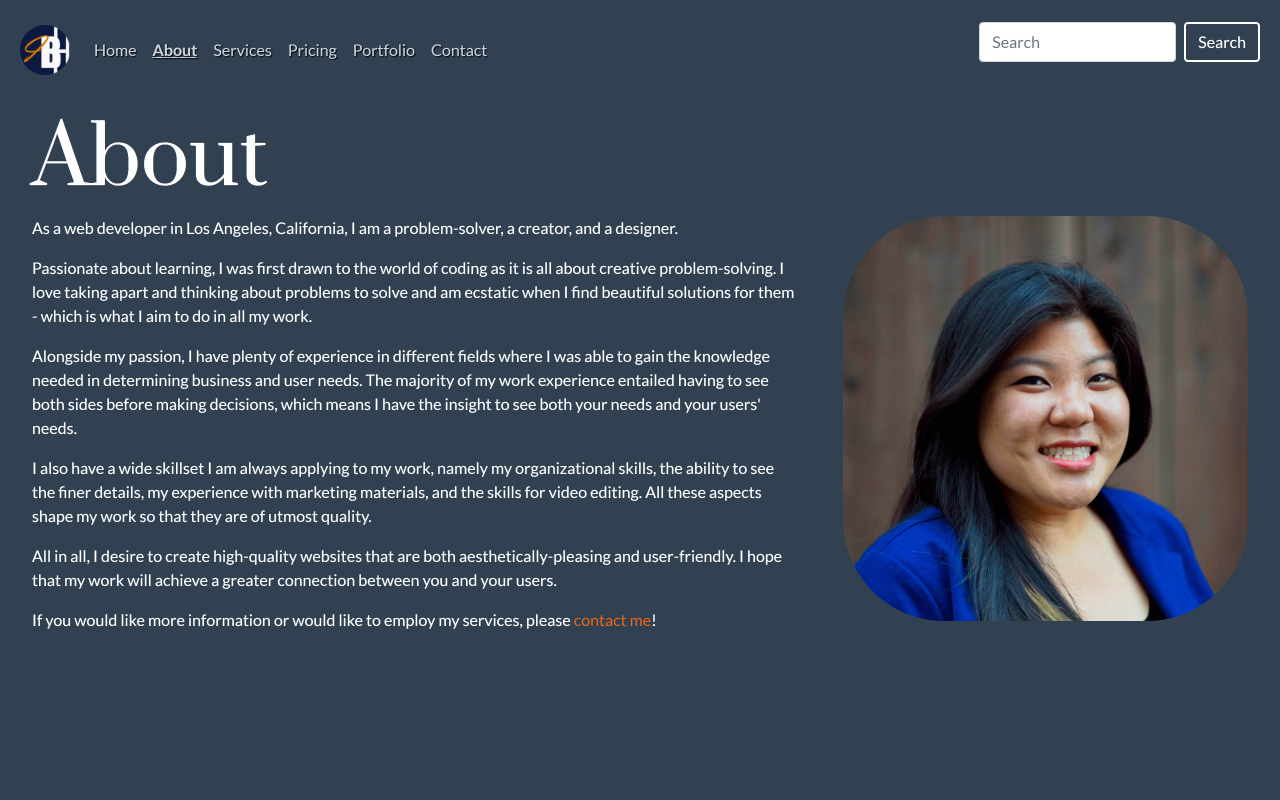 Home About Services Pricing Portfolio Contact Search Search
About
As a web developer in Los Angeles, California, I am a problem-solver, a creator, and a designer.
Passionate about learning, I was first drawn to the world of coding as it is all about creative problem-solving. I
love taking apart and thinking about problems to solve and am ecstatic when I find beautiful solutions for them
- which is what I aim to do in all my work.
Alongside my passion, I have plenty of experience in different fields where I was able to gain the knowledge
needed in determining business and user needs. The majority of my work experience entailed having to see
both sides before making decisions, which means I have the insight to see both your needs and your users'
needs.
I also have a wide skillset I am always applying to my work, namely my organizational skills, the ability to see
the finer details, my experience with marketing materials, and the skills for video editing. All these aspects
shape my work so that they are of utmost quality.
All in all, I desire to create high-quality websites that are both aesthetically-pleasing and user-friendly. I hope
that my work will achieve a greater connection between you and your users.
If you would like more information or would like to employ my services, please contact me!